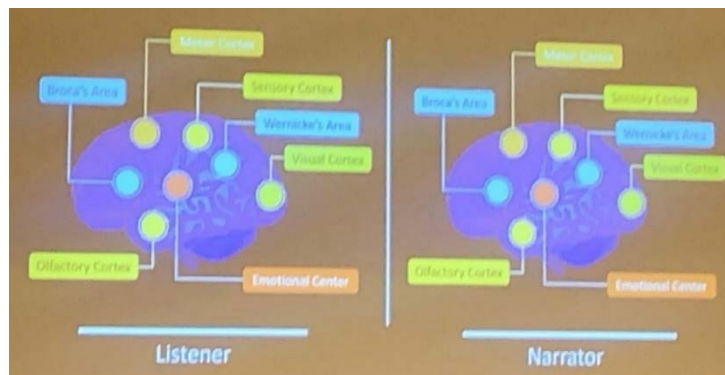 Motor Cortex
Sensory Cortex
Broca's Area
Wernicke's Area
Visual Cortex
Olfactory Cortex
Emotional Center
Listener
Motor Cortex
Sensory Cortex
Broca's Area
Wernicke's Area
Visual Cortex
Olfactory Cortex
Emotional Center
Narrator